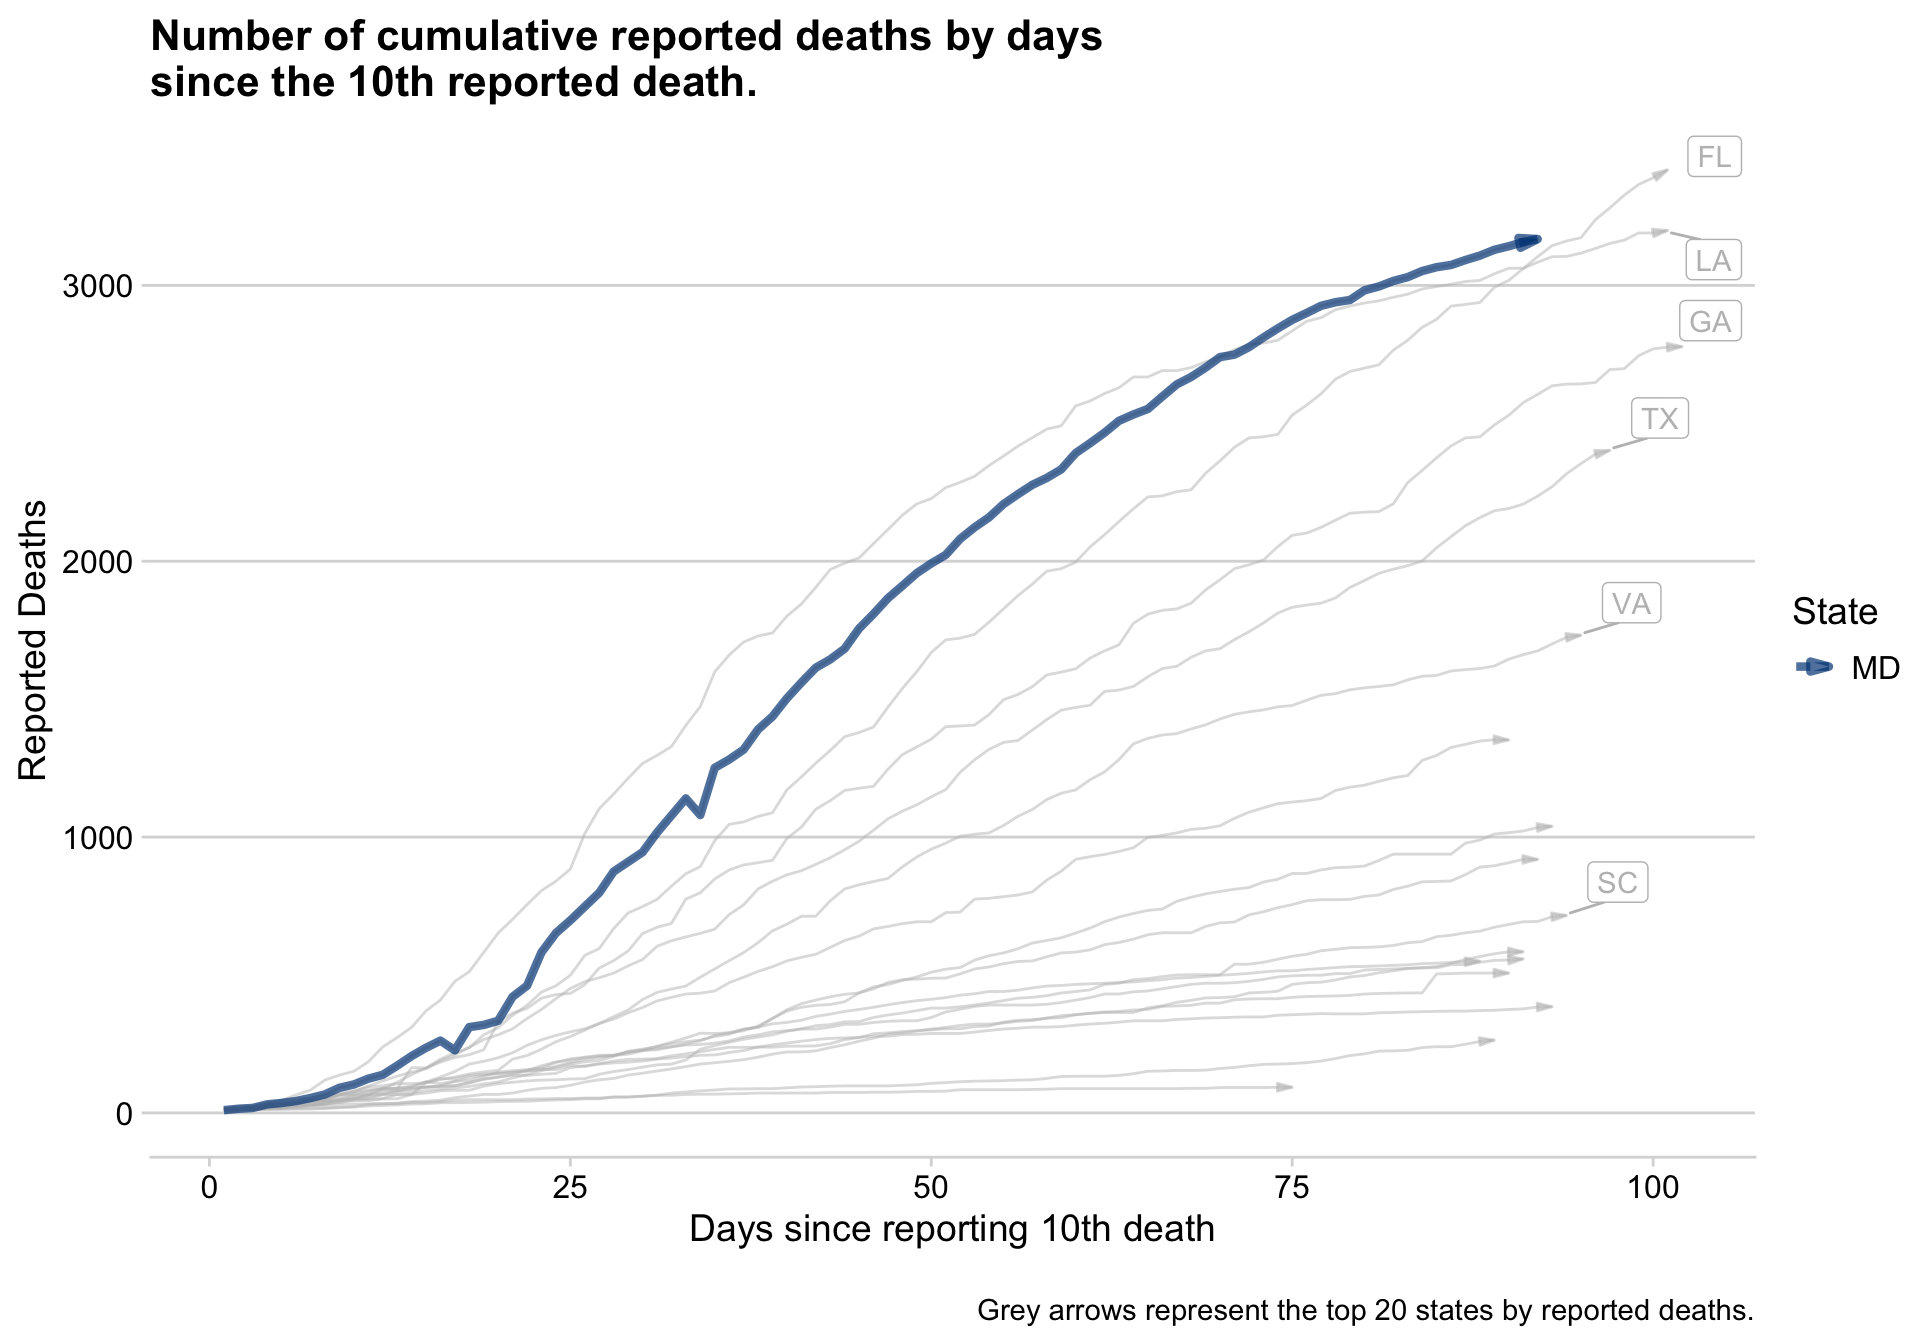 Number of cumulative reported deaths by days
since the 10th reported death.
FL
LA
GA
TX
VA
SC
3000
2000
1000
0
Reported Deaths
State
MD
0 25 50 75 100
Days since reporting 10th death
Grey arrows represent the top 20 states by reported deaths.